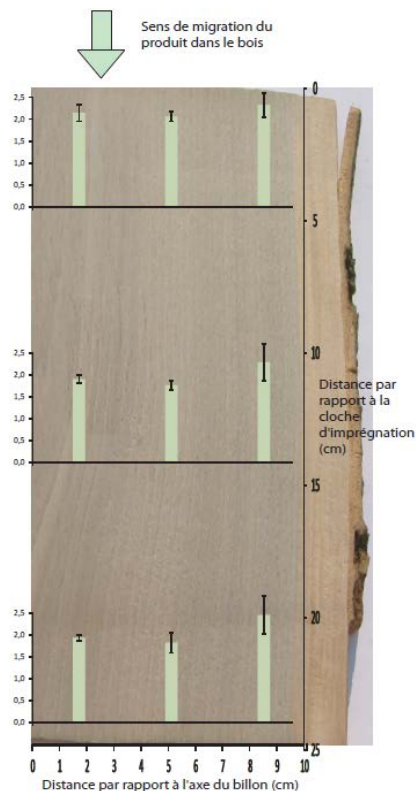 Sens de migration du
produit dans le bois
0
2,5
2,0
1,5
1,0
0,5
0,0
5
2,5
2,0
1,5
1,0
0,5
0,0
10
Distance par
rapport à la
cloche
d'imprégnation
(cm)
15
2,5
2,0
1,5
1,0
0,5
0,0
20
25
0 1 2 3 4 5 6 7 8 9 10
Distance par rapport à l'axe du billon (cm)